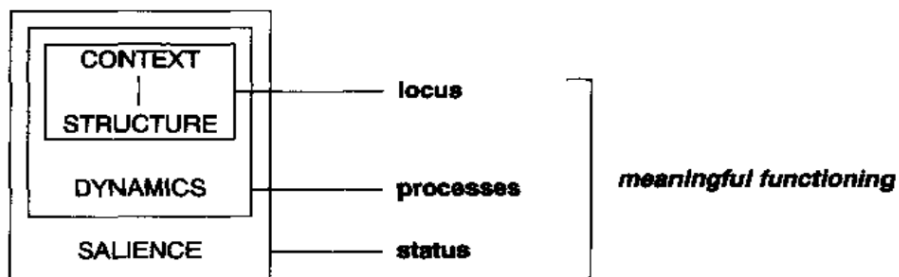 CONTEXT
locus
STRUCTURE
DYNAMICS
processes
meaningful functioning
SALIENCE
status